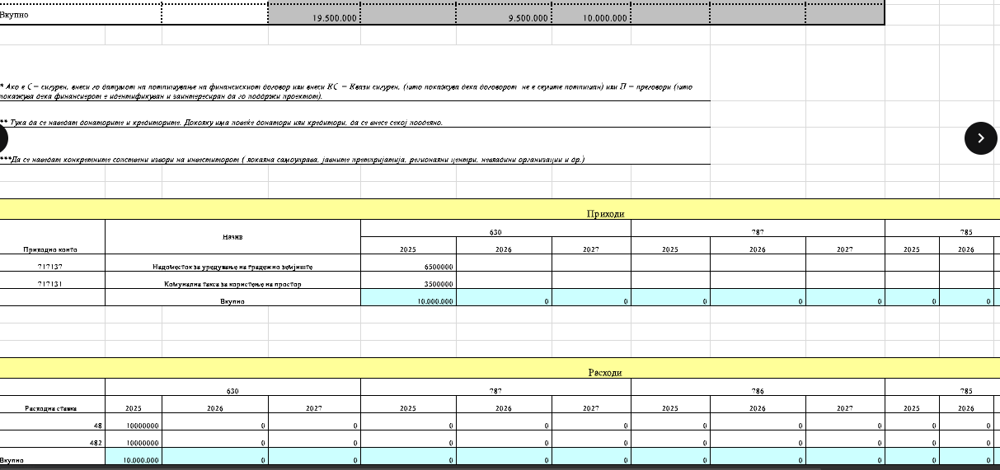 Вкупно 19.500.000 9.500.000 10.000.000
* Ако е С – сигурен, внеси го датумот на потпишување на финансискиот договор или внеси КС – Квази сигурен, (што покажува дека договорот не е сеуште потпишан) или П – преговори (што
покажува дека финансиерот е идентификуван и заинтересиран да го поддржи проектот).
** Тука да се наведат донаторите и кредиторите. Доколку има повеќе донатори или кредитори, да се внесе секој поодедно.
***Да се наведат конкретните сопствени извори на инвеститорот ( локална самоуправа, јавните претпријатија, регионални центри, невладини организации и др.)
Приходи
Приходно конто Назив 630 787 785
2025 2026 2027 2025 2026 2027 2025 2026
717137 Надоместок за уредување на градежно земјиште 6500000
717131 Комунална такса за користење на простор 3500000
Вкупно 10.000.000 0 0 0 0 0 0 0
Расходи
630 787 786 785
Расходна ставка 2025 2026 2027 2025 2026 2027 2025 2026 2027 2025 2026
48 10000000 0 0 0 0 0 0 0 0 0 0
482 10000000 0 0 0 0 0 0 0 0 0 0
Вкупно 10.000.000 0 0 0 0 0 0 0 0 0 0